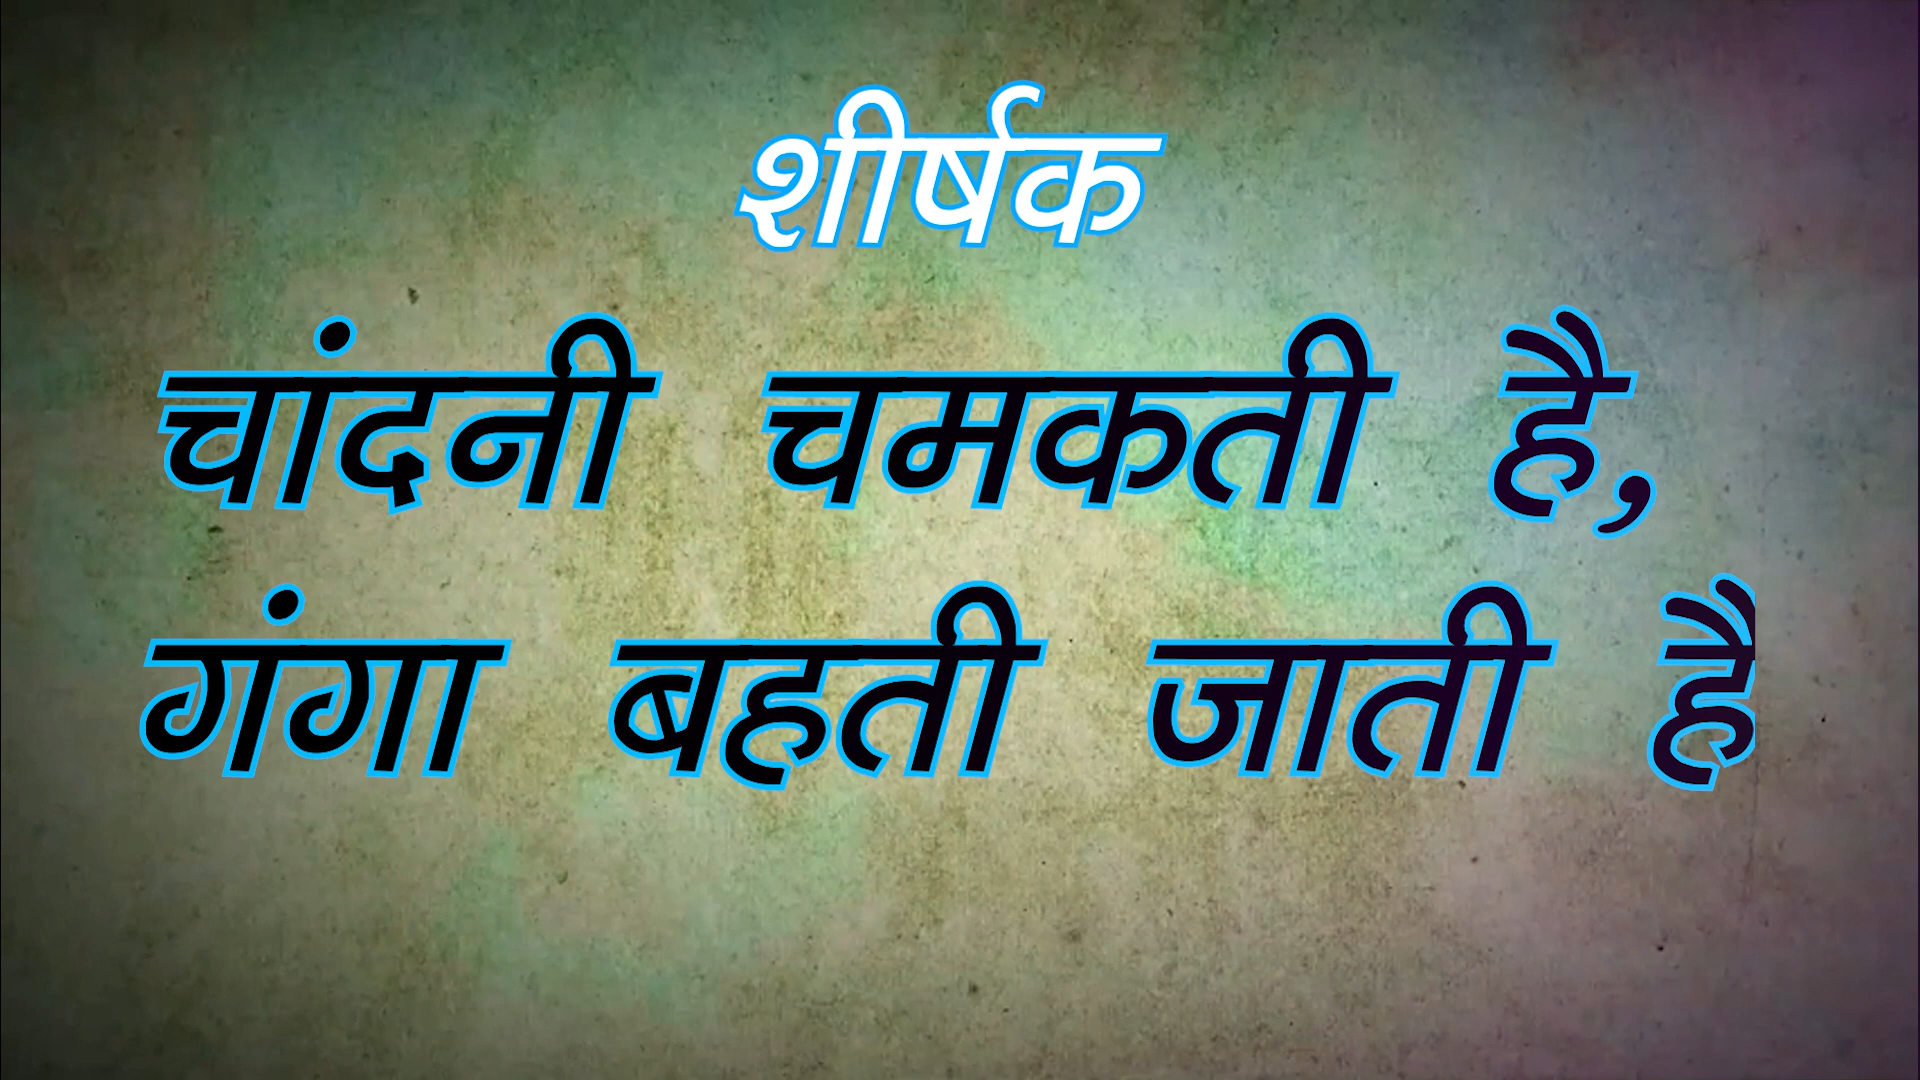 शीर्षक
चांदनी चमकती है,
गंगा बहती जाती है